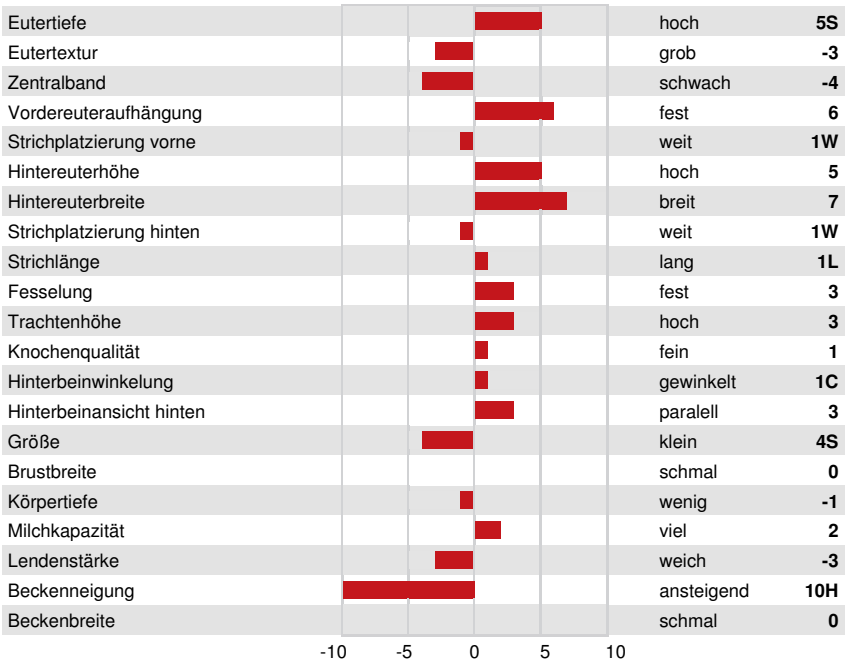 Eutertiefe hoch 5S
Eutertextur grob -3
Zentralband schwach -4
Vordereuteraufhängung fest 6
Strichplatzierung vorne weit 1W
Hintereuterhöhe hoch 5
Hintereuterbreite breit 7
Strichplatzierung hinten weit 1W
Strichlänge lang 1L
Fesselung fest 3
Trachtenhöhe hoch 3
Knochenqualität fein 1
Hinterbeinwinkelung gewinkelt 1C
Hinterbeinansicht hinten paralell 3
Größe klein 4S
Brustbreite schmal 0
Körpertiefe wenig -1
Milchkapazität viel 2
Lendenstärke weich -3
Beckenneigung ansteigend 10H
Beckenbreite schmal 0
-10 -5 0 5 10